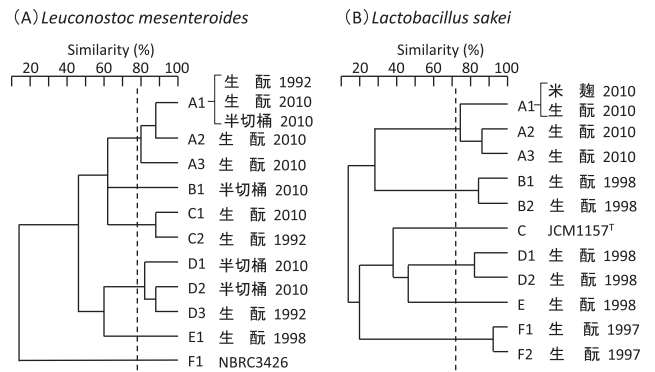 (A) Leuconostoc mesenteroides
Similarity (%)
20 40 60 80 100
A1 生 酛 1992
生 酛 2010
半切桶 2010
A2 生 酛 2010
A3 生 酛 2010
B1 半切桶 2010
C1 生 酛 2010
C2 生 酛 1992
D1 半切桶 2010
D2 半切桶 2010
D3 生 酛 1992
E1 生 酛 1998
F1 NBRC3426
(B) Lactobacillus sakei
Similarity (%)
20 40 60 80 100
A1 米 麹 2010
生 酛 2010
A2 生 酛 2010
A3 生 酛 2010
B1 生 酛 1998
B2 生 酛 1998
C JCM1157ᵀ
D1 生 酛 1998
D2 生 酛 1998
E 生 酛 1998
F1 生 酛 1997
F2 生 酛 1997